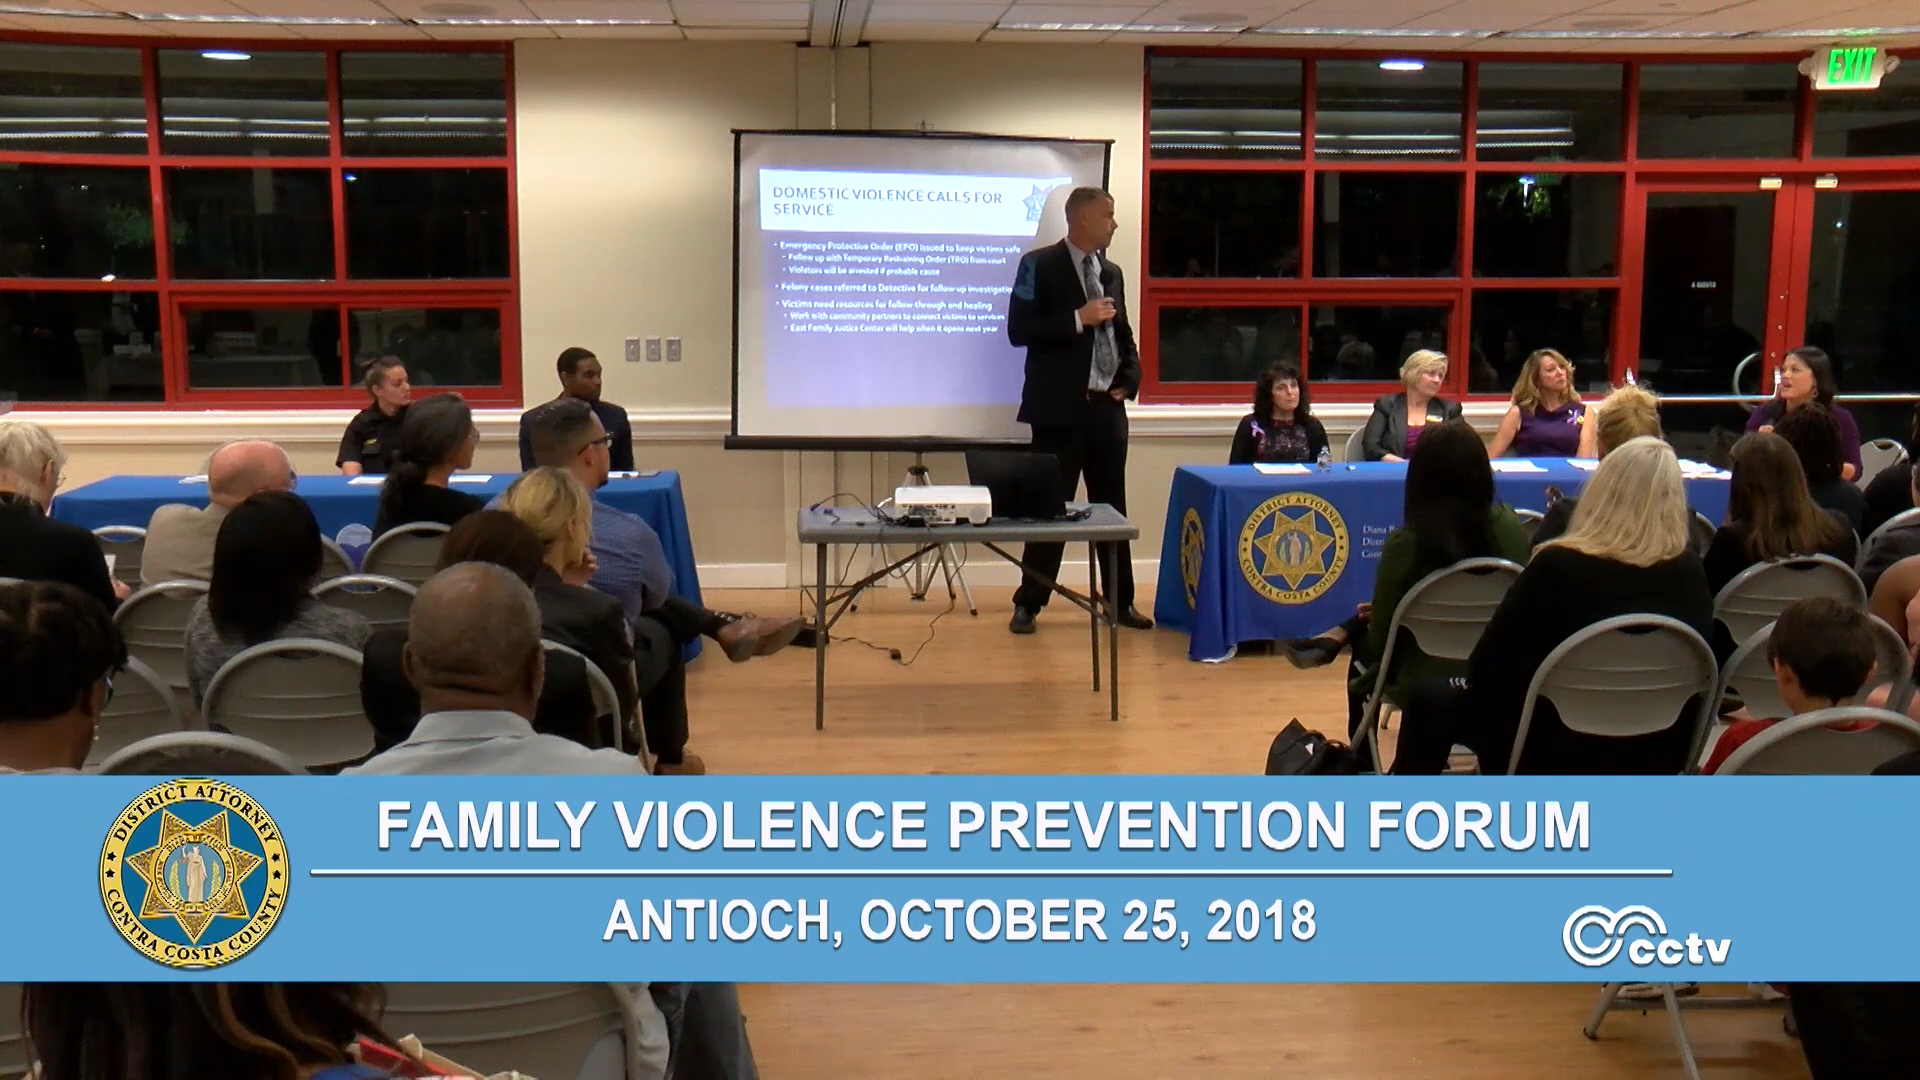 EXIT
DOMESTIC VIOLENCE CALLS FOR
SERVICE
• Emergency Protective Order (EPO) issued to keep victims safe
• Follow up with Temporary Restraining Order (TRO) from court
• Violators will be arrested if probable cause
• Felony cases referred to Detective for follow-up
• Victims need resources for follow through and healing
• Work with community partners to connect victims to services
• East Family Justice Center will help when it opens next year
DISTRICT ATTORNEY
CONTRA COSTA COUNTY
Diana
FAMILY VIOLENCE PREVENTION FORUM
ANTIOCH, OCTOBER 25, 2018
DISTRICT ATTORNEY
CONTRA COSTA COUNTY
cctv